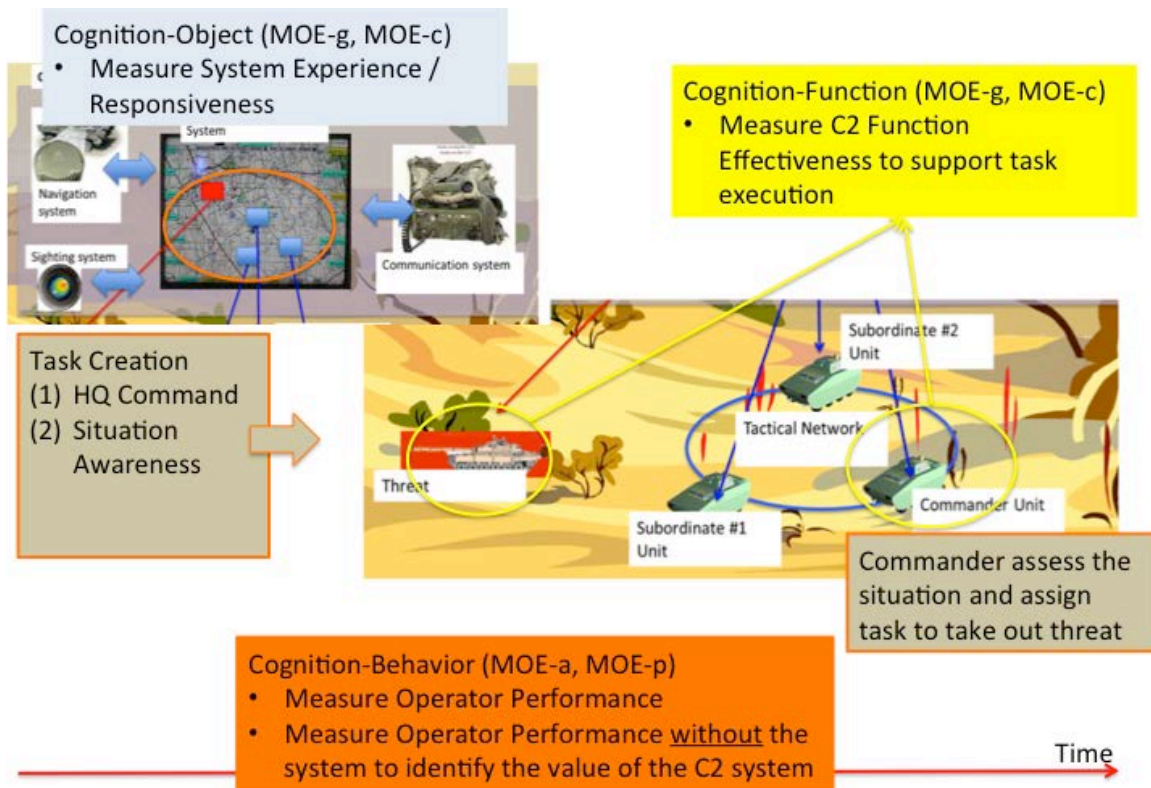 Cognition-Object (MOE-g, MOE-c)
• Measure System Experience /
Responsiveness
System
Navigation
system
Sighting system
Communication system
Cognition-Function (MOE-g, MOE-c)
• Measure C2 Function
Effectiveness to support task
execution
Task Creation
(1) HQ Command
(2) Situation
Awareness
Subordinate #2
Unit
Tactical Network
Threat
Subordinate #1
Unit
Commander Unit
Commander assess the
situation and assign
task to take out threat
Cognition-Behavior (MOE-a, MOE-p)
• Measure Operator Performance
• Measure Operator Performance without the
system to identify the value of the C2 system
Time